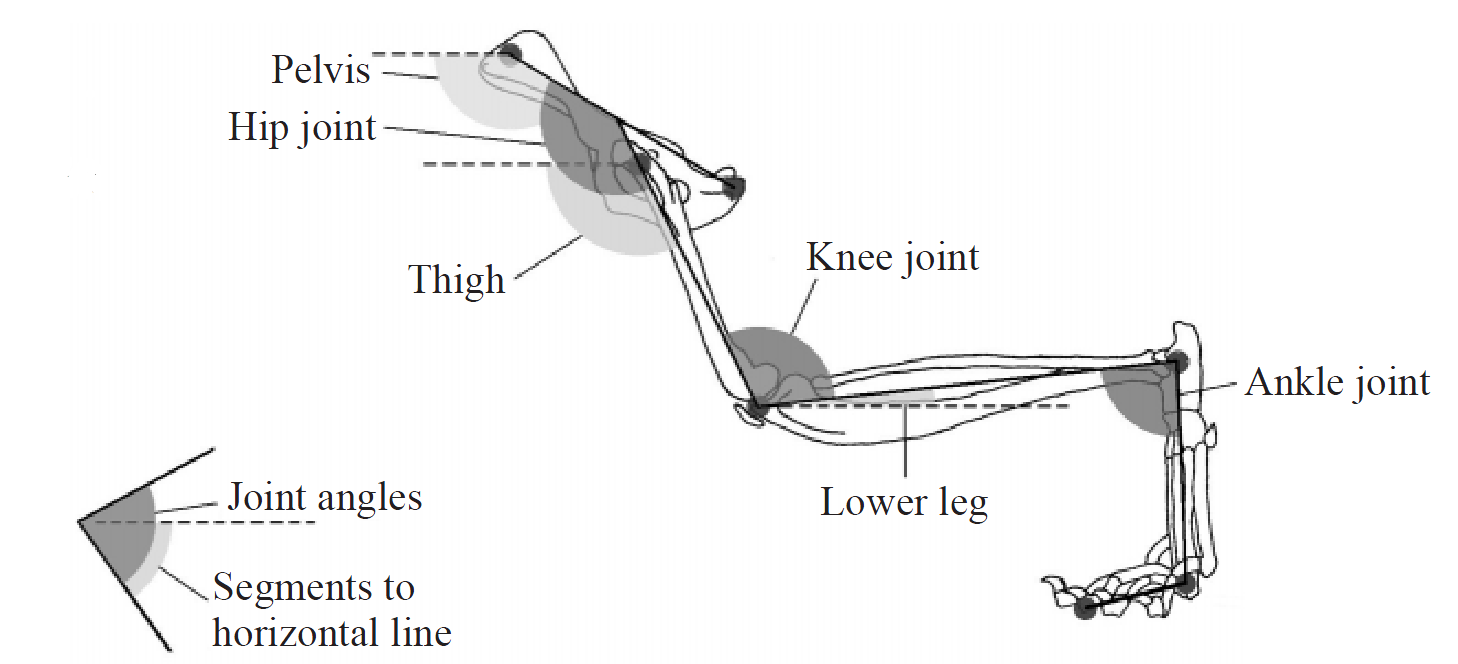 Pelvis
Hip joint
Thigh
Knee joint
Ankle joint
Lower leg
Joint angles
Segments to
horizontal line